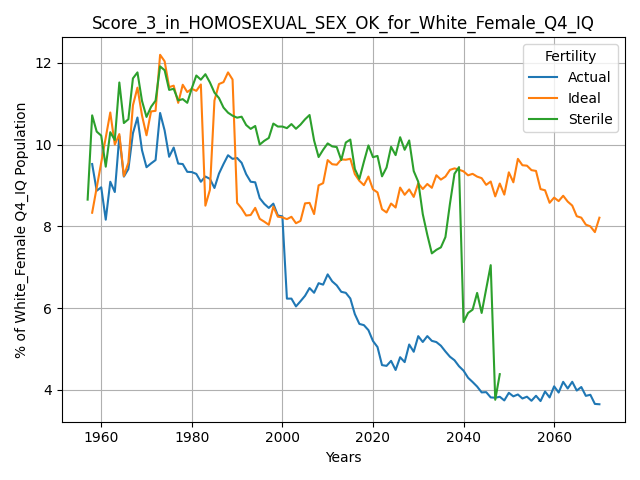 Score_3_in_HOMOSEXUAL_SEX_OK_for_White_Female_Q4_IQ
% of White_Female Q4_IQ Population
12
10
8
6
4
Fertility
Actual
Ideal
Sterile
1960 1980 2000 2020 2040 2060
Years